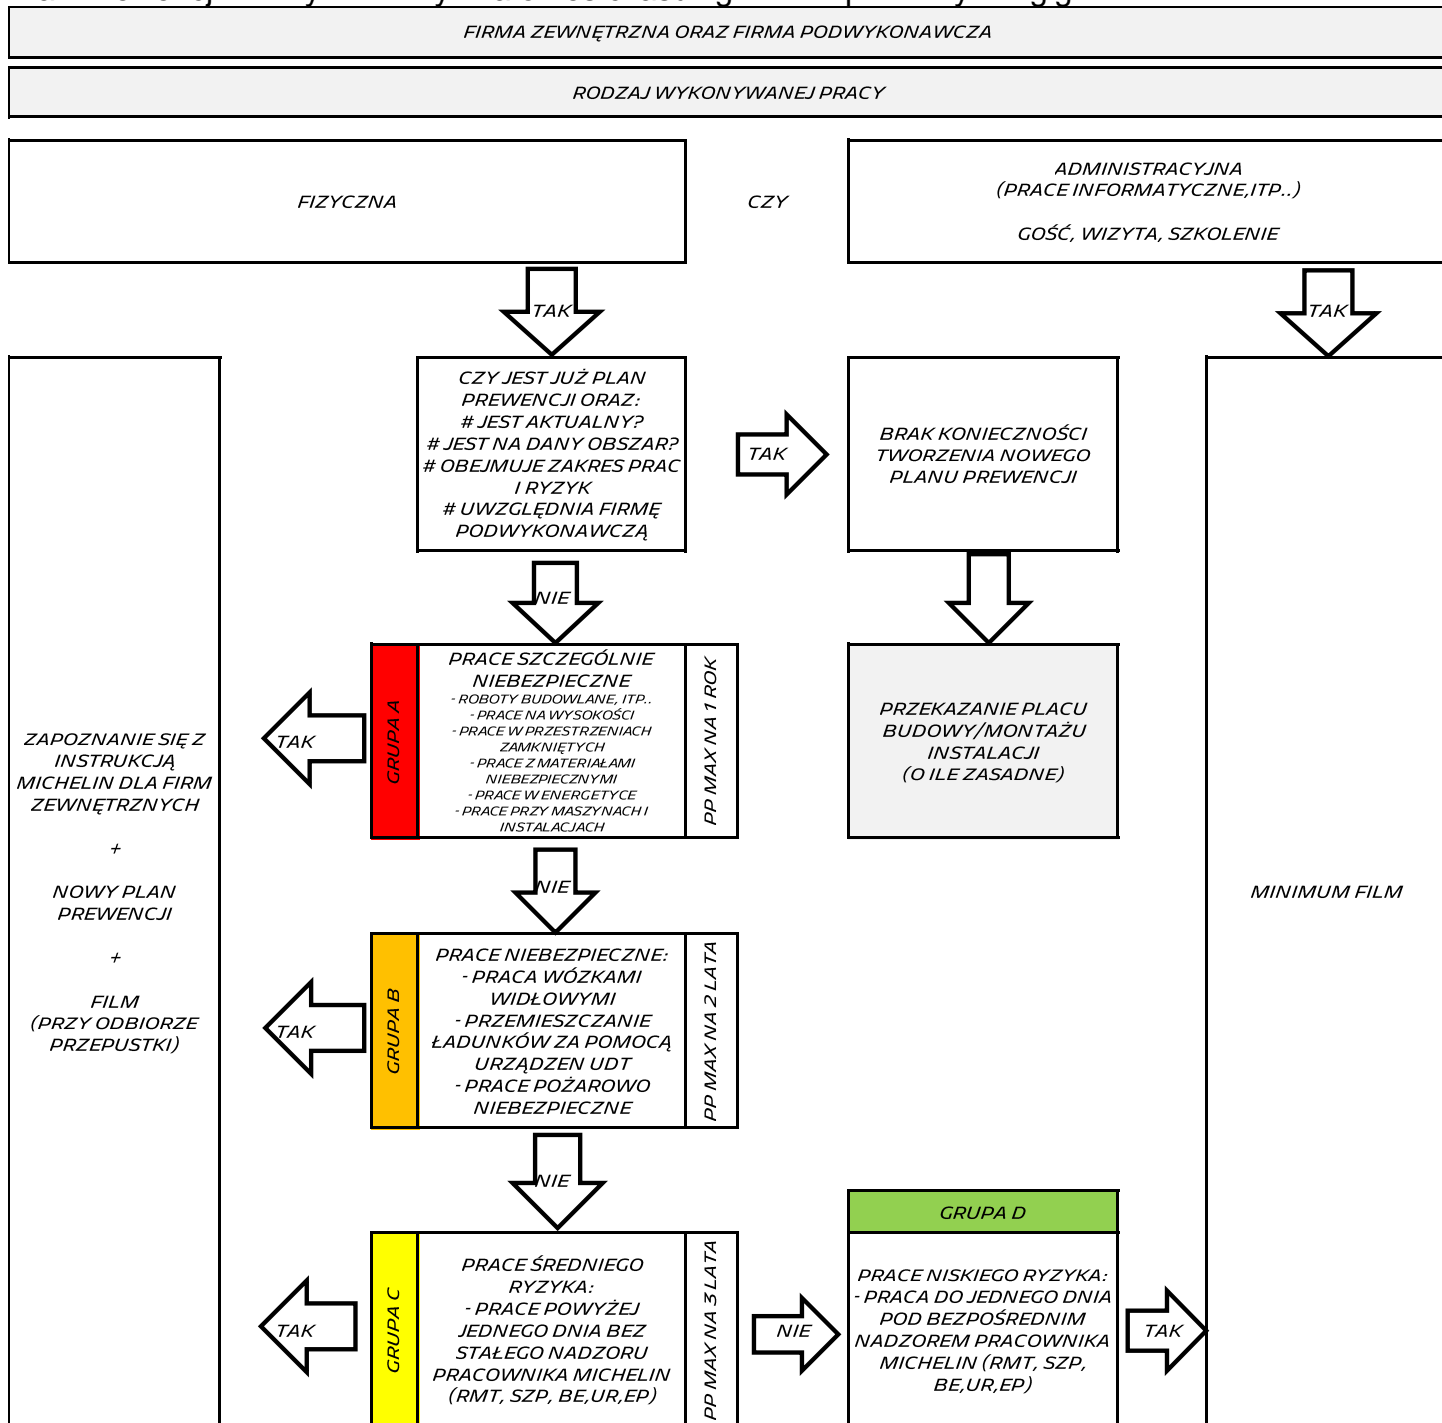 FIRMA ZEWNĘTRZNA ORAZ FIRMA PODWYKONAWCZA
RODZAJ WYKONYWANEJ PRACY
FIZYCZNA
CZY
ADMINISTRACYJNA
(PRACE INFORMATYCZNE,ITP..)
GOŚĆ, WIZYTA, SZKOLENIE
TAK
TAK
CZY JEST JUŻ PLAN
PREWENCJI ORAZ:
# JEST AKTUALNY?
# JEST NA DANY OBSZAR?
# OBEJMUJE ZAKRES PRAC
I RYZYK
# UWZGLĘDNIA FIRMĘ
PODWYKONAWCZĄ
TAK
BRAK KONIECZNOŚCI
TWORZENIA NOWEGO
PLANU PREWENCJI
NIE
PRZEKAZANIE PLACU
BUDOWY/MONTAŻU
INSTALACJI
(O ILE ZASADNE)
GRUPA A
PRACE SZCZEGÓLNIE
NIEBEZPIECZNE
- ROBOTY BUDOWLANE, ITP..
- PRACE NA WYSOKOŚCI
- PRACE W PRZESTRZENIACH
ZAMKNIĘTYCH
- PRACE Z MATERIAŁAMI
NIEBEZPIECZNYMI
- PRACE W ENERGETYCE
- PRACE PRZY MASZYNACH I
INSTALACJACH
PP MAX NA 1 ROK
TAK
ZAPOZNANIE SIĘ Z
INSTRUKCJĄ
MICHELIN DLA FIRM
ZEWNĘTRZNYCH
+
NOWY PLAN
PREWENCJI
+
FILM
(PRZY ODBIORZE
PRZEPUSTKI)
MINIMUM FILM
NIE
GRUPA B
PRACE NIEBEZPIECZNE:
- PRACA WÓZKAMI
WIDŁOWYMI
- PRZEMIESZCZANIE
ŁADUNKÓW ZA POMOCĄ
URZĄDZEN UDT
- PRACE POŻAROWO
NIEBEZPIECZNE
PP MAX NA 2 LATA
TAK
NIE
GRUPA C
PRACE ŚREDNIEGO
RYZYKA:
- PRACE POWYŻEJ
JEDNEGO DNIA BEZ
STAŁEGO NADZORU
PRACOWNIKA MICHELIN
(RMT, SZP, BE,UR,EP)
PP MAX NA 3 LATA
TAK
NIE
GRUPA D
PRACE NISKIEGO RYZYKA:
- PRACA DO JEDNEGO DNIA
POD BEZPOŚREDNIM
NADZOREM PRACOWNIKA
MICHELIN (RMT, SZP,
BE,UR,EP)
TAK